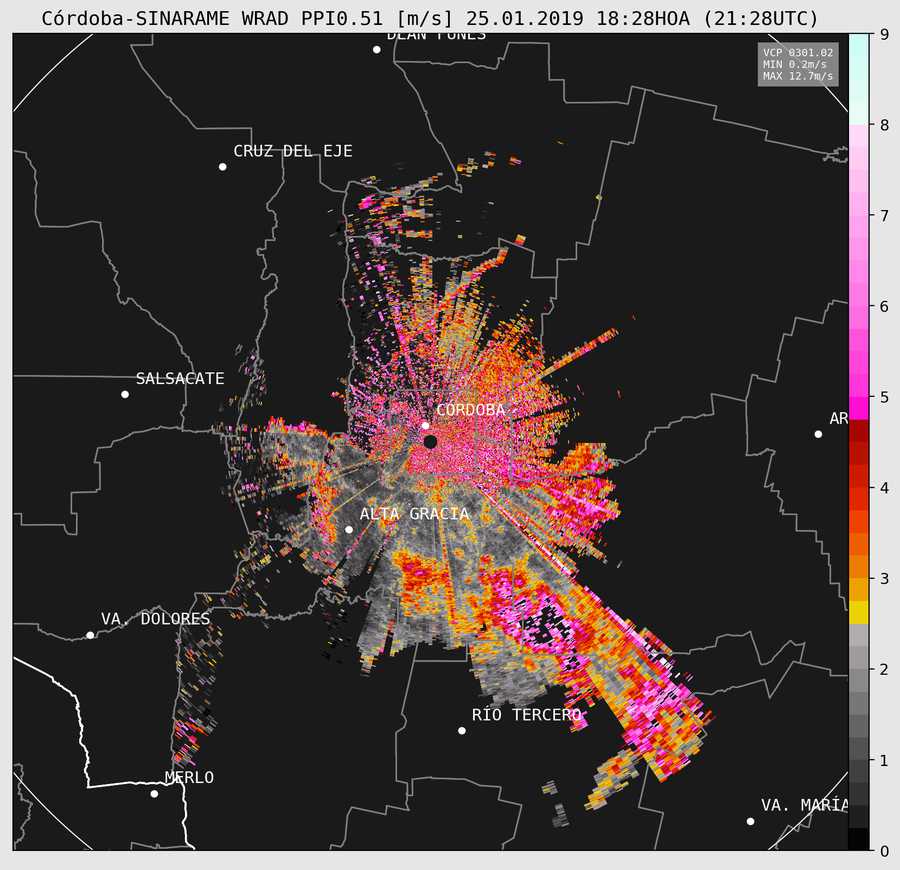 Córdoba-SINARAME WRAD PPI0.51 [m/s] 25.01.2019 18:28HOA (21:28UTC)
DEÁN FUNES
VCP 0301.02
MIN 0.2m/s
MAX 12.7m/s
CRUZ DEL EJE
SALSACATE
CÓRDOBA
AR
ALTA GRACIA
VA. DOLORES
RÍO TERCERO
MERLO
VA. MARÍA
9
8
7
6
5
4
3
2
1
0